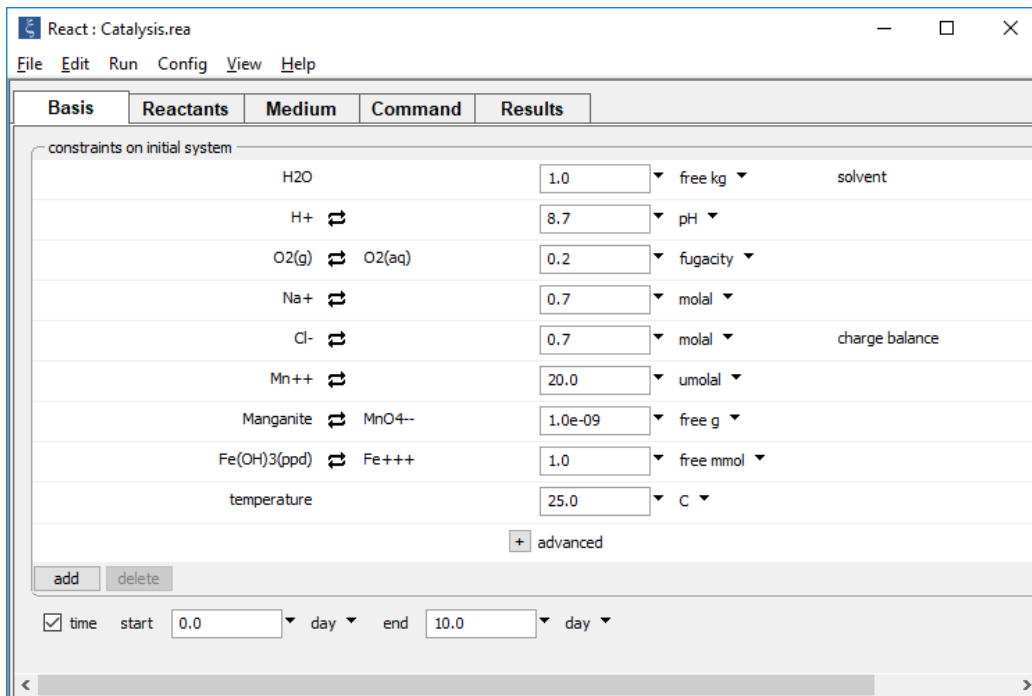 React : Catalysis.rea
File Edit Run Config View Help
Basis Reactants Medium Command Results
constraints on initial system
H2O 1.0 free kg solvent
H+ 8.7 pH
O2(g) O2(aq) 0.2 fugacity
Na+ 0.7 molal
Cl- 0.7 molal charge balance
Mn++ 20.0 umolal
Manganite MnO4-- 1.0e-09 free g
Fe(OH)3(ppd) Fe+++ 1.0 free mmol
temperature 25.0 C
+ advanced
add delete
time start 0.0 day end 10.0 day